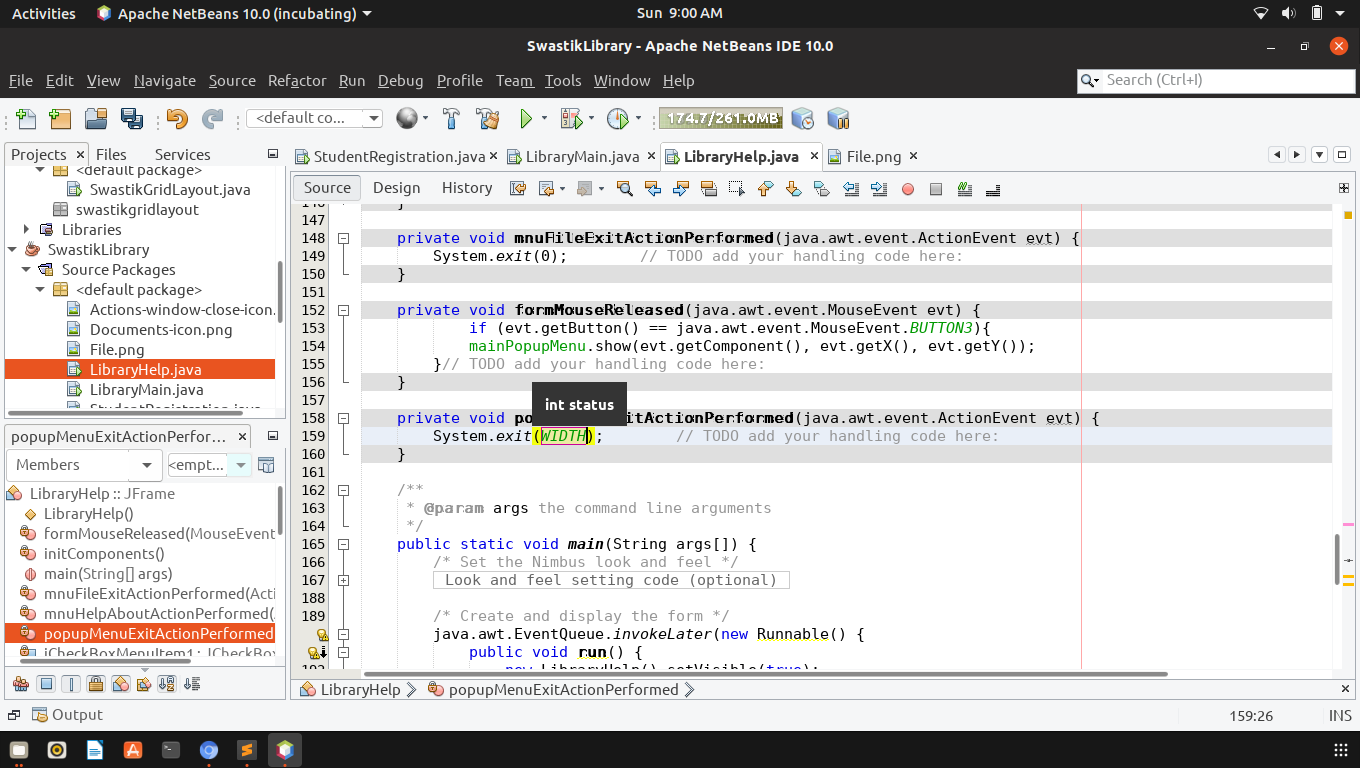 Activities
Apache NetBeans 10.0 (incubating)
Sun 9:00 AM
SwastikLibrary - Apache NetBeans IDE 10.0
File Edit View Navigate Source Refactor Run Debug Profile Team Tools Window Help
Search (Ctrl+I)
<default co...
174.7/261.0MB
Projects Files Services
<default package>
SwastikGridLayout.java
swastikgridlayout
Libraries
SwastikLibrary
Source Packages
<default package>
Actions-window-close-icon.
Documents-icon.png
File.png
LibraryHelp.java
LibraryMain.java
StudentRegistration.java
popupMenuExitActionPerfor...
Members
<empt...
LibraryHelp :: JFrame
LibraryHelp()
formMouseReleased(MouseEvent
initComponents()
main(String[] args)
mnuFileExitActionPerformed(Acti
mnuHelpAboutActionPerformed(
popupMenuExitActionPerformed
jCheckBoxMenuItem1 : JCheckBox
StudentRegistration.java LibraryMain.java LibraryHelp.java File.png
Source Design History
146 }
147
148 private void mnuFileExitActionPerformed(java.awt.event.ActionEvent evt) {
149 System.exit(0); // TODO add your handling code here:
150 }
151
152 private void formMouseReleased(java.awt.event.MouseEvent evt) {
153 if (evt.getButton() == java.awt.event.MouseEvent.BUTTON3){
154 mainPopupMenu.show(evt.getComponent(), evt.getX(), evt.getY());
155 }// TODO add your handling code here:
156 }
157
int status
158 private void po itActionPerformed(java.awt.event.ActionEvent evt) {
159 System.exit(WIDTH); // TODO add your handling code here:
160 }
161
162 /**
163 * @param args the command line arguments
164 */
165 public static void main(String args[]) {
166 /* Set the Nimbus look and feel */
167 Look and feel setting code (optional)
188
189 /* Create and display the form */
java.awt.EventQueue.invokeLater(new Runnable() {
public void run() {
192 new LibraryHelp().setVisible(true);
LibraryHelp popupMenuExitActionPerformed
Output
159:26 INS